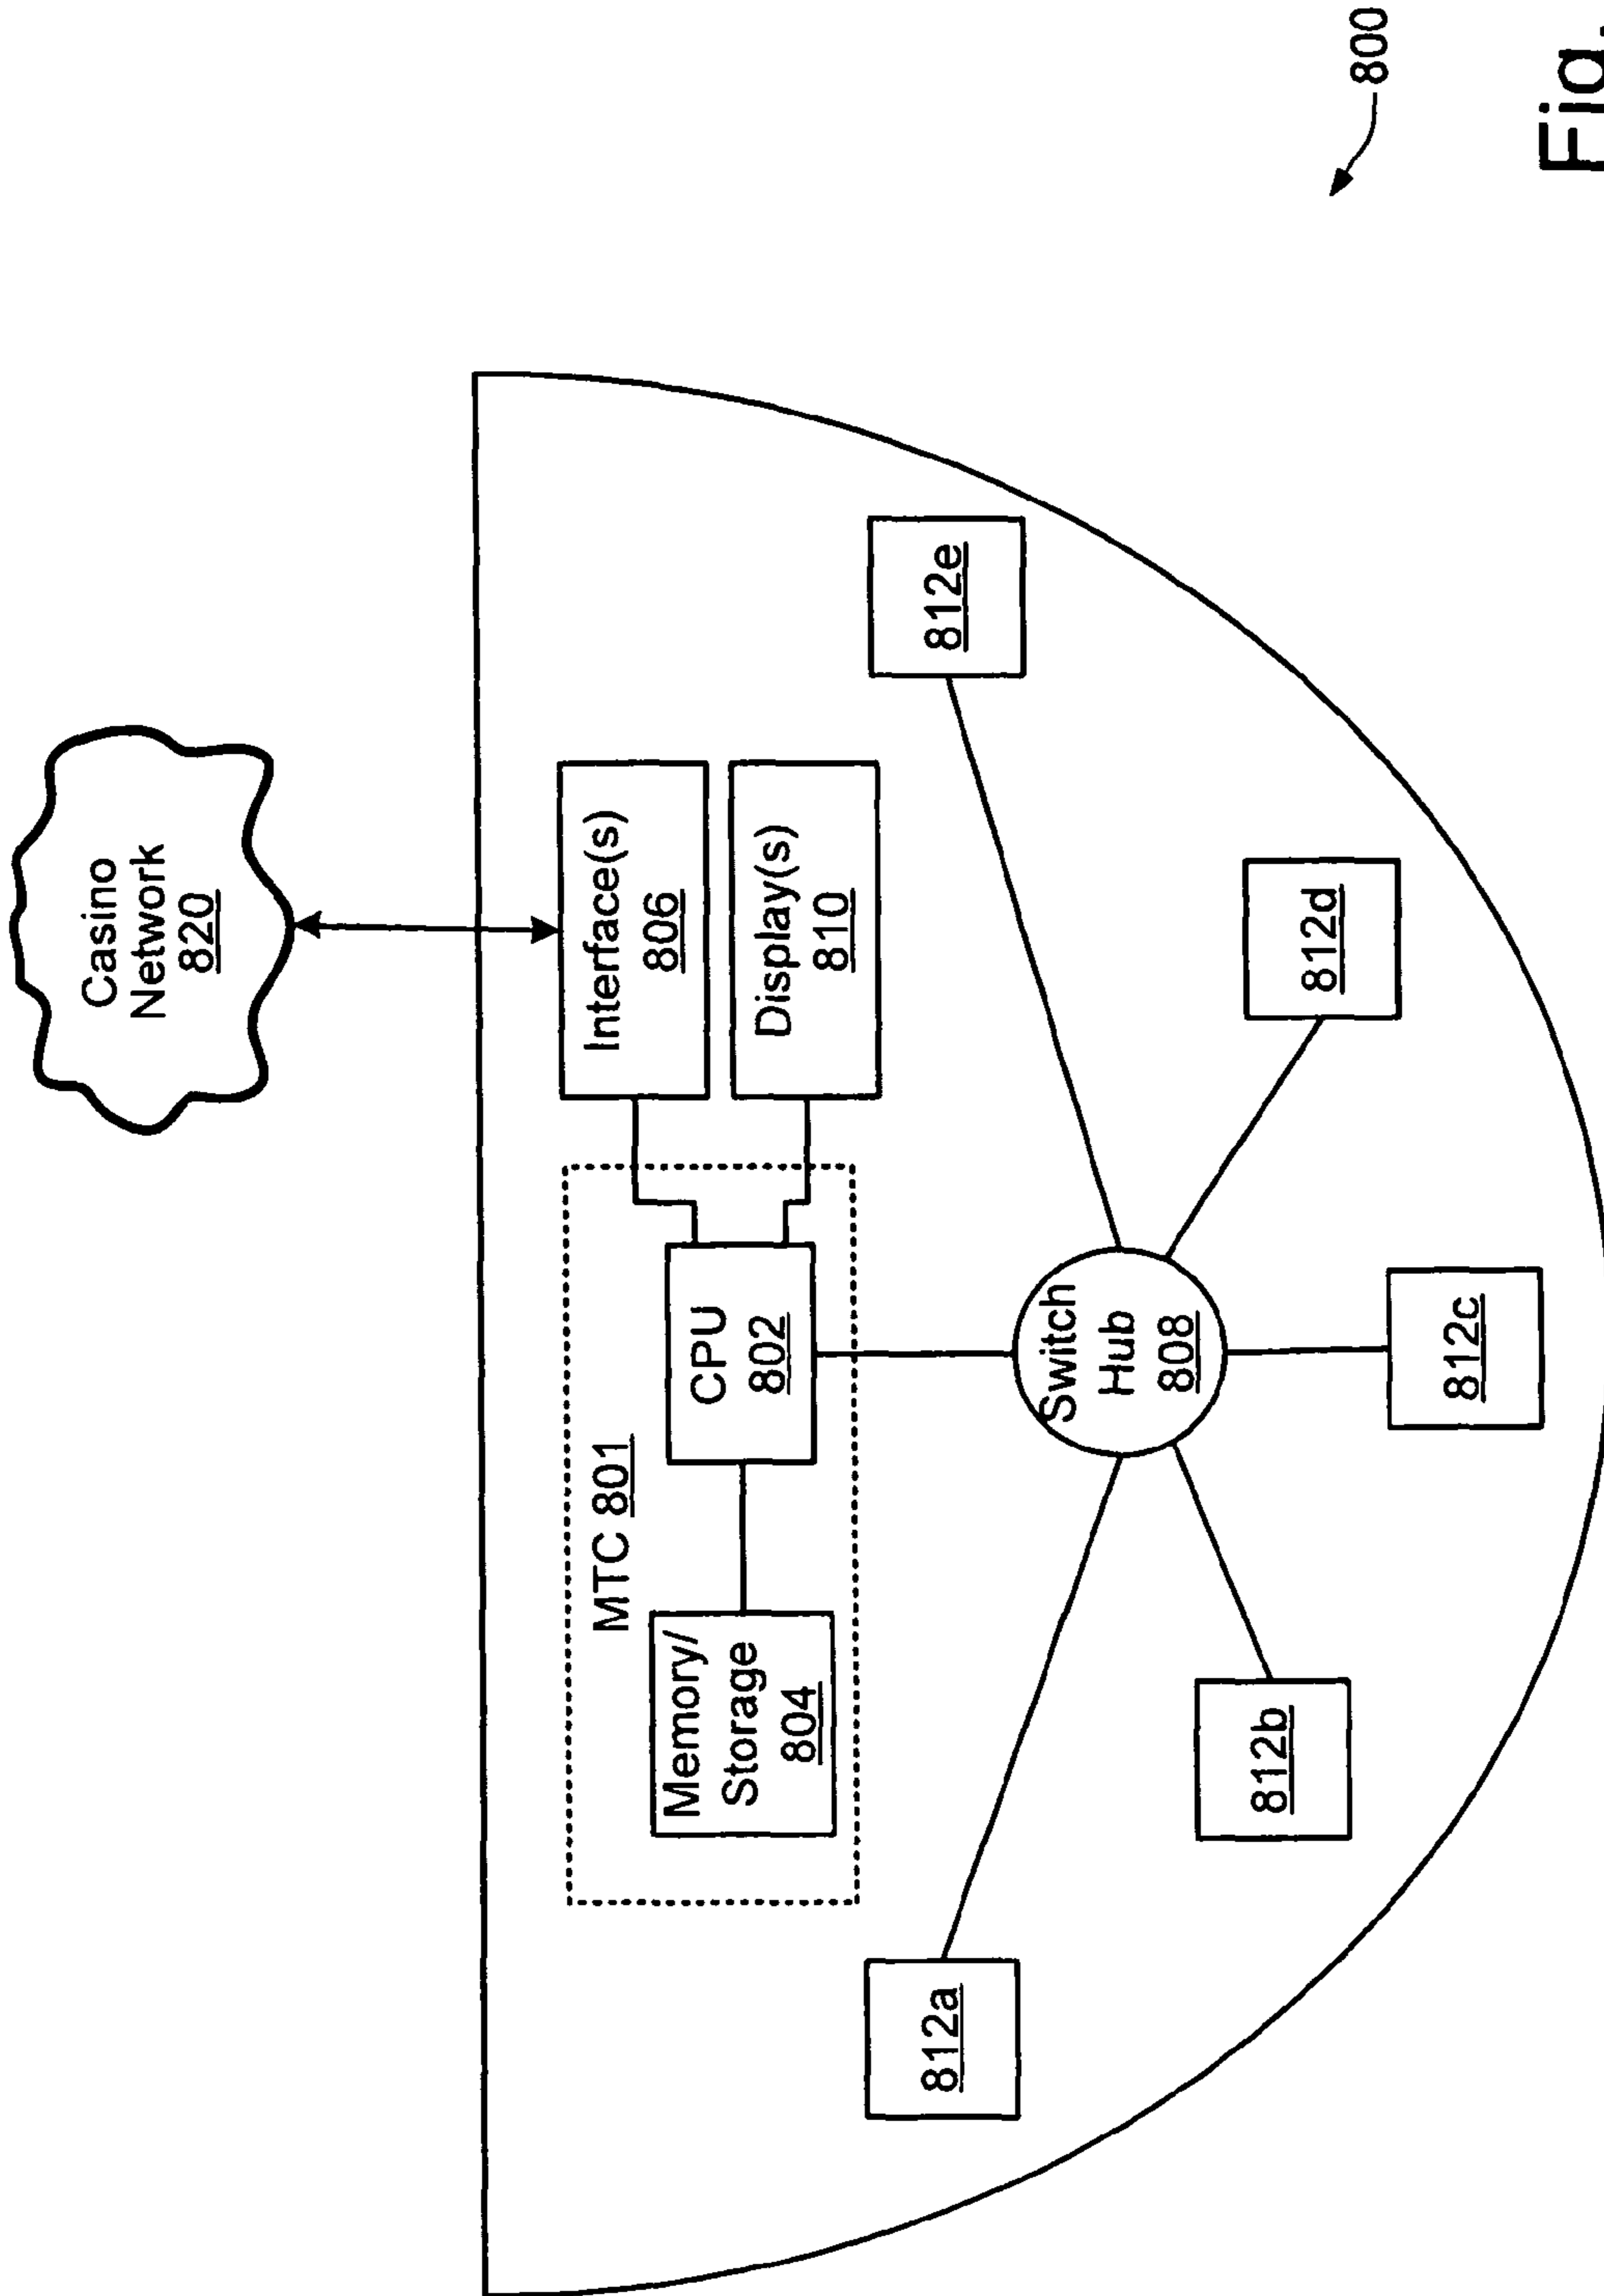 Casino
Network
820
Interface(s)
806
Display(s)
810
MTC 801
CPU
802
Memory/
Storage
804
Switch
Hub
808
812a
812b
812c
812d
812e
800
Fig.